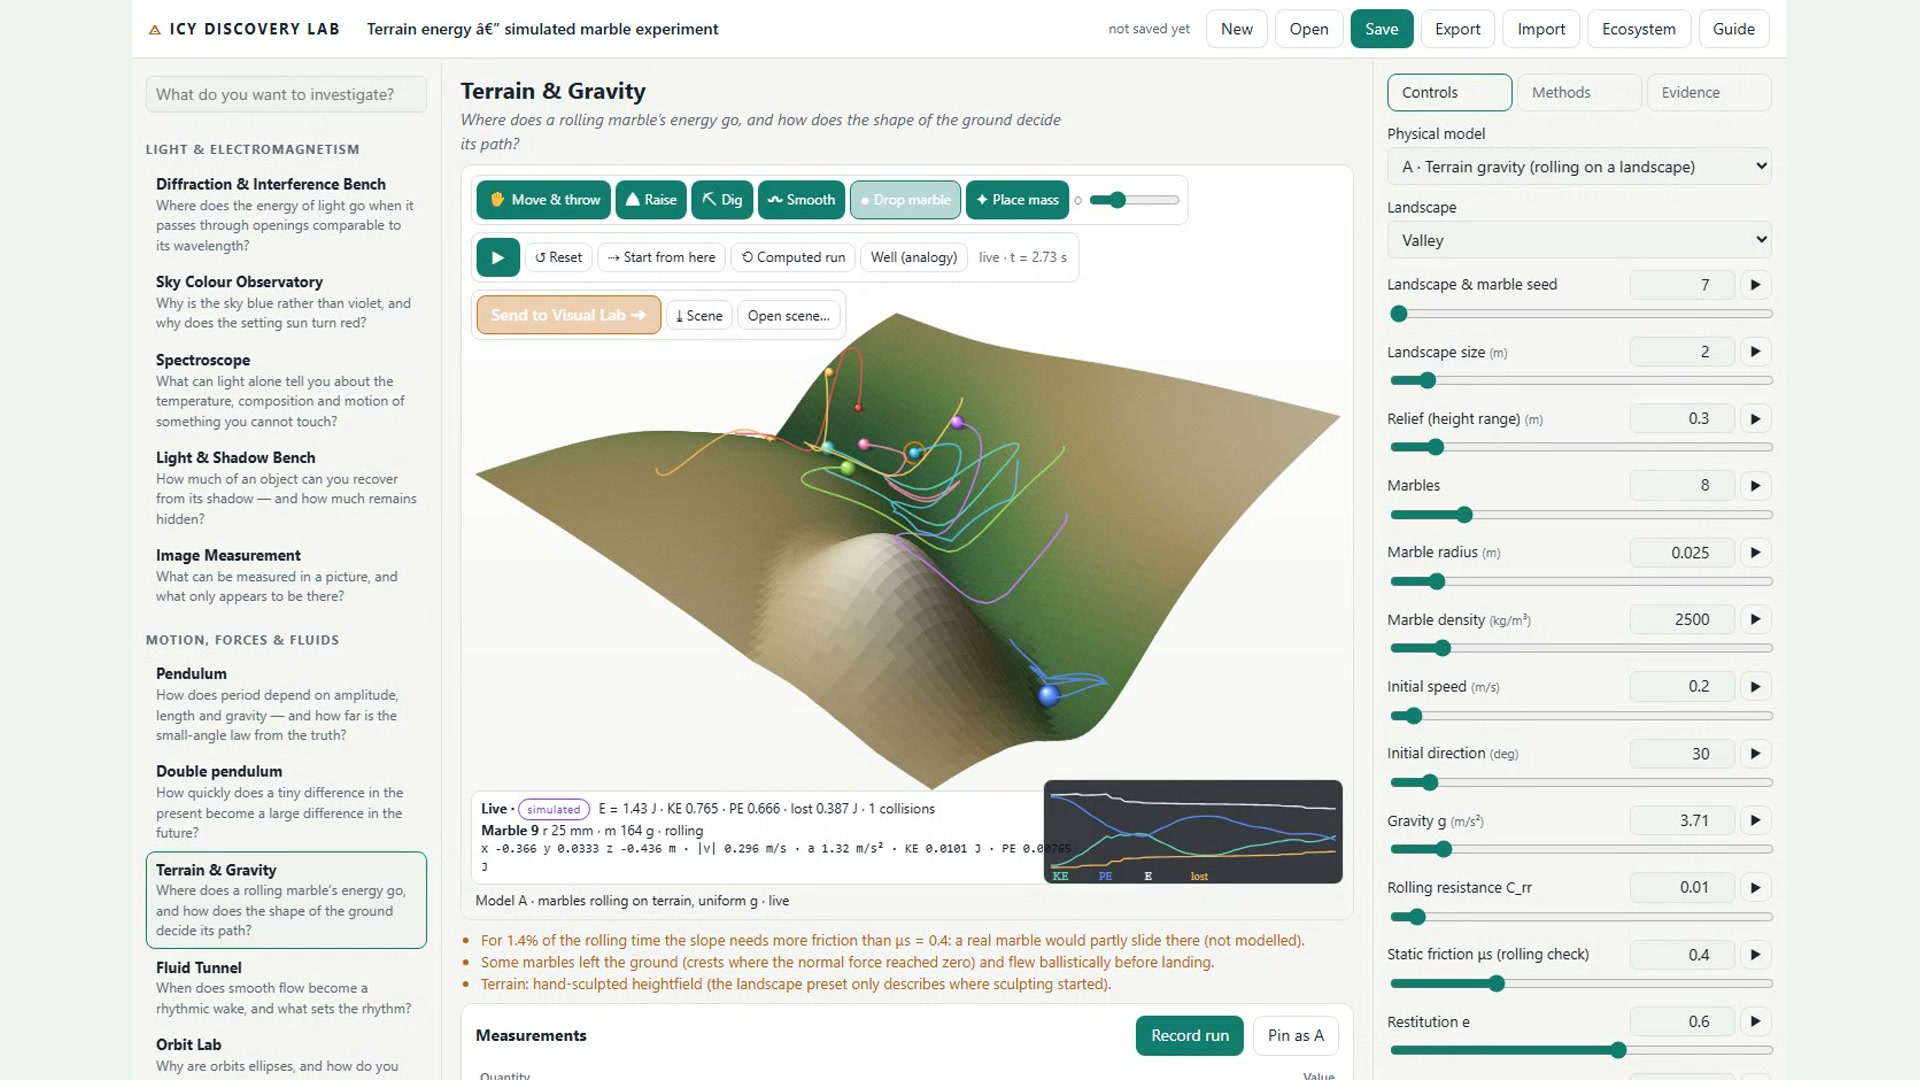 ICY DISCOVERY LAB
Terrain energy â€” simulated marble experiment
not saved yet
New
Open
Save
Export
Import
Ecosystem
Guide
What do you want to investigate?
LIGHT & ELECTROMAGNETISM
Diffraction & Interference Bench
Where does the energy of light go when it
passes through openings comparable to
its wavelength?
Sky Colour Observatory
Why is the sky blue rather than violet, and
why does the setting sun turn red?
Spectroscope
What can light alone tell you about the
temperature, composition and motion of
something you cannot touch?
Light & Shadow Bench
How much of an object can you recover
from its shadow — and how much remains
hidden?
Image Measurement
What can be measured in a picture, and
what only appears to be there?
MOTION, FORCES & FLUIDS
Pendulum
How does period depend on amplitude,
length and gravity — and how far is the
small-angle law from the truth?
Double pendulum
How quickly does a tiny difference in the
present become a large difference in the
future?
Terrain & Gravity
Where does a rolling marble's energy go,
and how does the shape of the ground
decide its path?
Fluid Tunnel
When does smooth flow become a
rhythmic wake, and what sets the rhythm?
Orbit Lab
Why are orbits ellipses, and how do you
Terrain & Gravity
Where does a rolling marble's energy go, and how does the shape of the ground decide
its path?
Move & throw
Raise
Dig
Smooth
Drop marble
Place mass
Reset
Start from here
Computed run
Well (analogy)
live · t = 2.73 s
Send to Visual Lab →
Scene
Open scene...
Live · simulated E = 1.43 J · KE 0.765 · PE 0.666 · lost 0.387 J · 1 collisions
Marble 9 r 25 mm · m 164 g · rolling
x -0.366 y 0.0333 z -0.436 m · |v| 0.296 m/s · a 1.32 m/s² · KE 0.0101 J · PE 0.00765
J
KE PE E lost
Model A · marbles rolling on terrain, uniform g · live
• For 1.4% of the rolling time the slope needs more friction than μs = 0.4: a real marble would partly slide there (not modelled).
• Some marbles left the ground (crests where the normal force reached zero) and flew ballistically before landing.
• Terrain: hand-sculpted heightfield (the landscape preset only describes where sculpting started).
Measurements
Record run
Pin as A
Quantity
Value
Controls
Methods
Evidence
Physical model
A · Terrain gravity (rolling on a landscape)
Landscape
Valley
Landscape & marble seed 7
Landscape size (m) 2
Relief (height range) (m) 0.3
Marbles 8
Marble radius (m) 0.025
Marble density (kg/m³) 2500
Initial speed (m/s) 0.2
Initial direction (deg) 30
Gravity g (m/s²) 3.71
Rolling resistance C_rr 0.01
Static friction μs (rolling check) 0.4
Restitution e 0.6